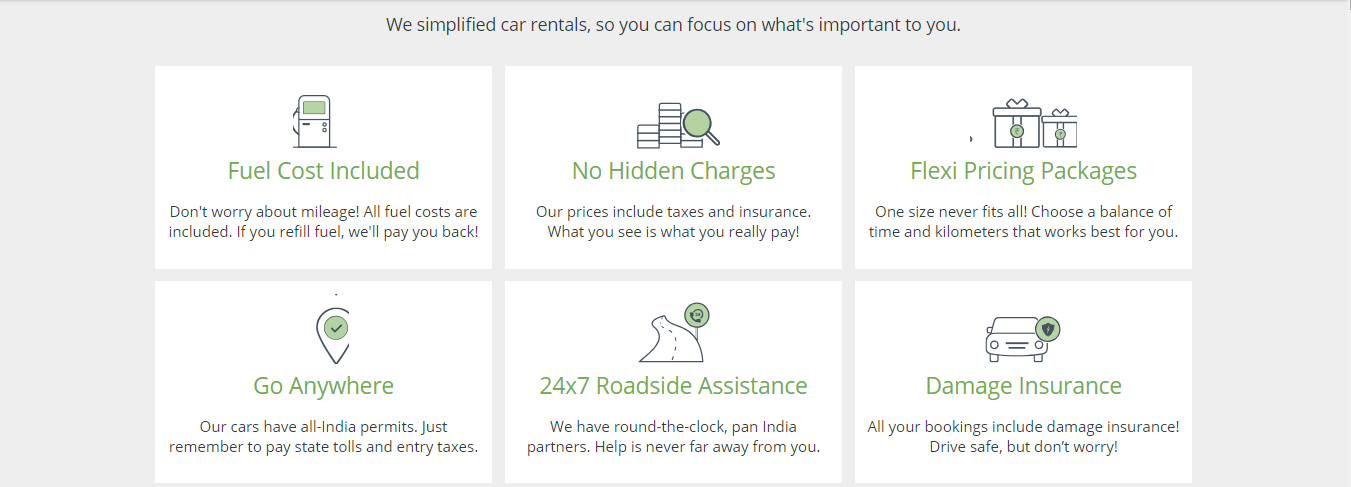 We simplified car rentals, so you can focus on what's important to you.
Fuel Cost Included
Don't worry about mileage! All fuel costs are
included. If you refill fuel, we'll pay you back!
No Hidden Charges
Our prices include taxes and insurance.
What you see is what you really pay!
Flexi Pricing Packages
One size never fits all! Choose a balance of
time and kilometers that works best for you.
Go Anywhere
Our cars have all-India permits. Just
remember to pay state tolls and entry taxes.
24x7 Roadside Assistance
We have round-the-clock, pan India
partners. Help is never far away from you.
Damage Insurance
All your bookings include damage insurance!
Drive safe, but don’t worry!